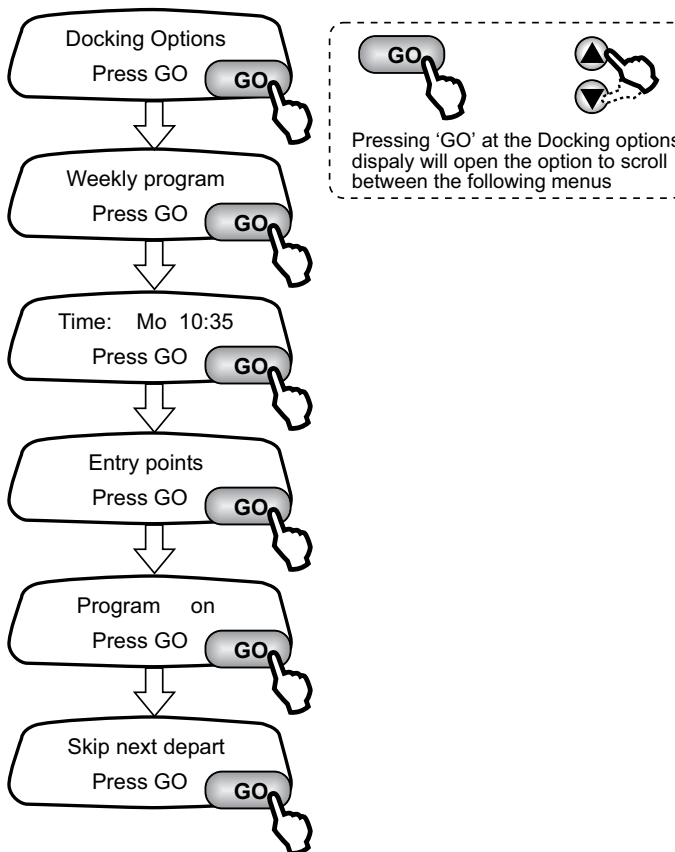 Docking Options
Press GO
GO
GO
Pressing ‘GO’ at the Docking options
dispaly will open the option to scroll
between the following menus
Weekly program
Press GO
GO
Time: Mo 10:35
Press GO
GO
Entry points
Press GO
GO
Program on
Press GO
GO
Skip next depart
Press GO
GO